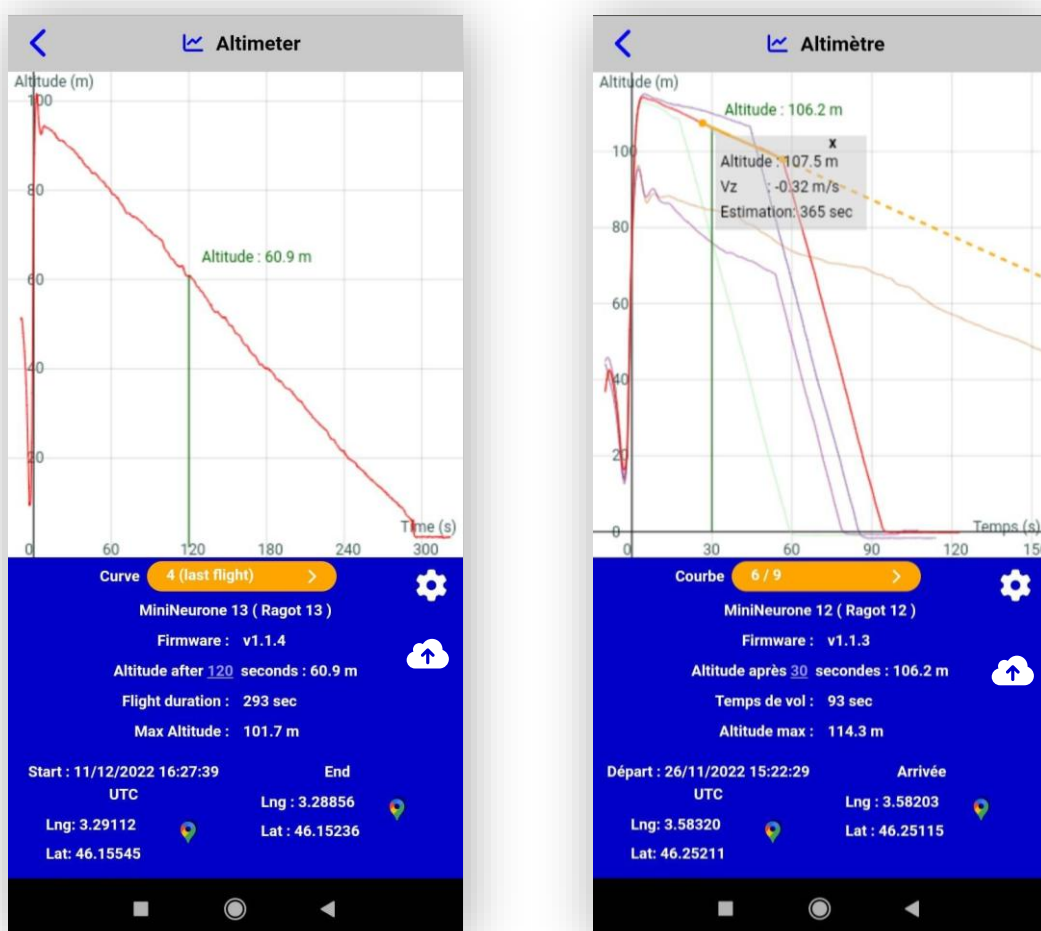 Altimeter
Altitude (m)
100
80
60
40
20
Altitude : 60.9 m
Time (s)
0 60 120 180 240 300
Curve 4 (last flight)
MiniNeurone 13 ( Ragot 13 )
Firmware : v1.1.4
Altitude after 120 seconds : 60.9 m
Flight duration : 293 sec
Max Altitude : 101.7 m
Start : 11/12/2022 16:27:39
UTC
Lng: 3.29112
Lat: 46.15545
End
Lng : 3.28856
Lat : 46.15236
Altimètre
Altitude (m)
Altitude : 106.2 m
x
Altitude : 107.5 m
Vz : -0.32 m/s
Estimation: 365 sec
100
80
60
40
20
0
Temps (s)
0 30 60 90 120 150
Courbe 6 / 9
MiniNeurone 12 ( Ragot 12 )
Firmware : v1.1.3
Altitude après 30 secondes : 106.2 m
Temps de vol : 93 sec
Altitude max : 114.3 m
Départ : 26/11/2022 15:22:29
UTC
Lng: 3.58320
Lat: 46.25211
Arrivée
Lng : 3.58203
Lat : 46.25115